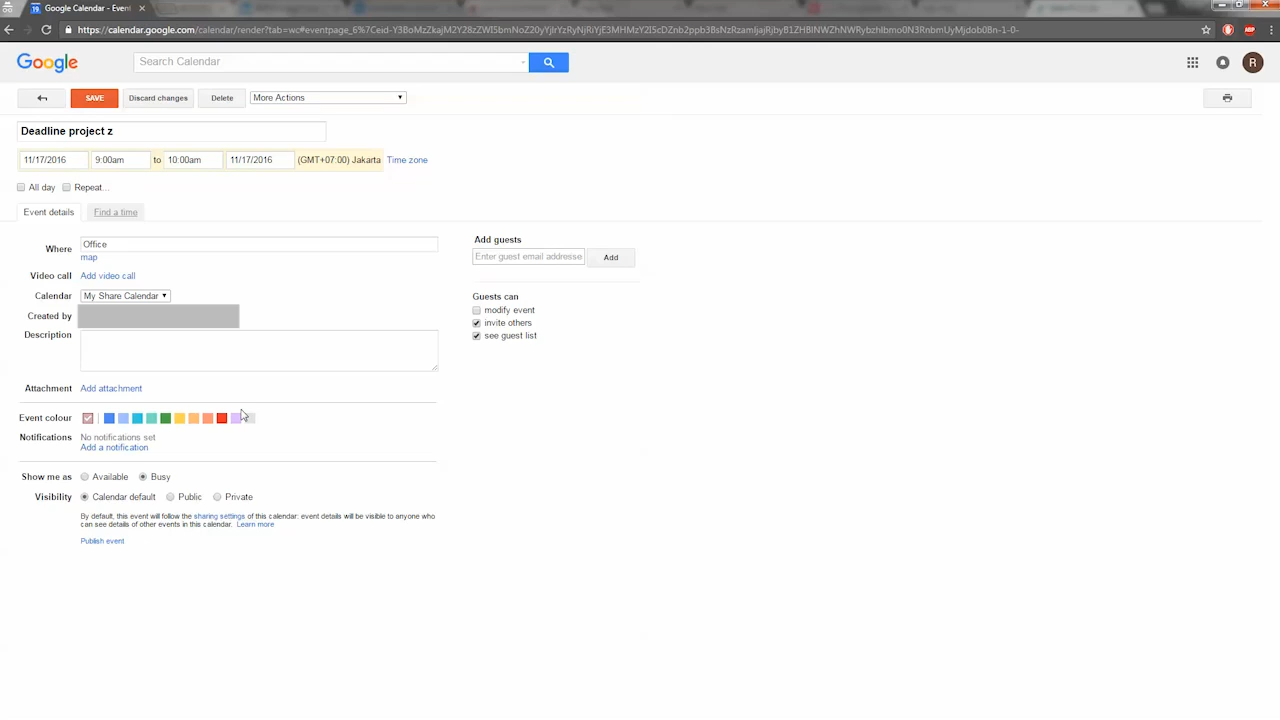 19 Google Calendar - Event
https://calendar.google.com/calendar/render?tab=wc#eventpage_6%7Ceid-
Google
Search Calendar
R
SAVE
Discard changes
Delete
More Actions
Deadline project z
11/17/2016 9:00am to 10:00am 11/17/2016 (GMT+07:00) Jakarta Time zone
All day Repeat...
Event details Find a time
Where Office
map
Video call Add video call
Calendar My Share Calendar
Created by
Description
Attachment Add attachment
Event colour
Notifications No notifications set
Add a notification
Show me as Available Busy
Visibility Calendar default Public Private
By default, this event will follow the sharing settings of this calendar: event details will be visible to anyone who
can see details of other events in this calendar. Learn more
Publish event
Add guests
Enter guest email addresse Add
Guests can
modify event
invite others
see guest list